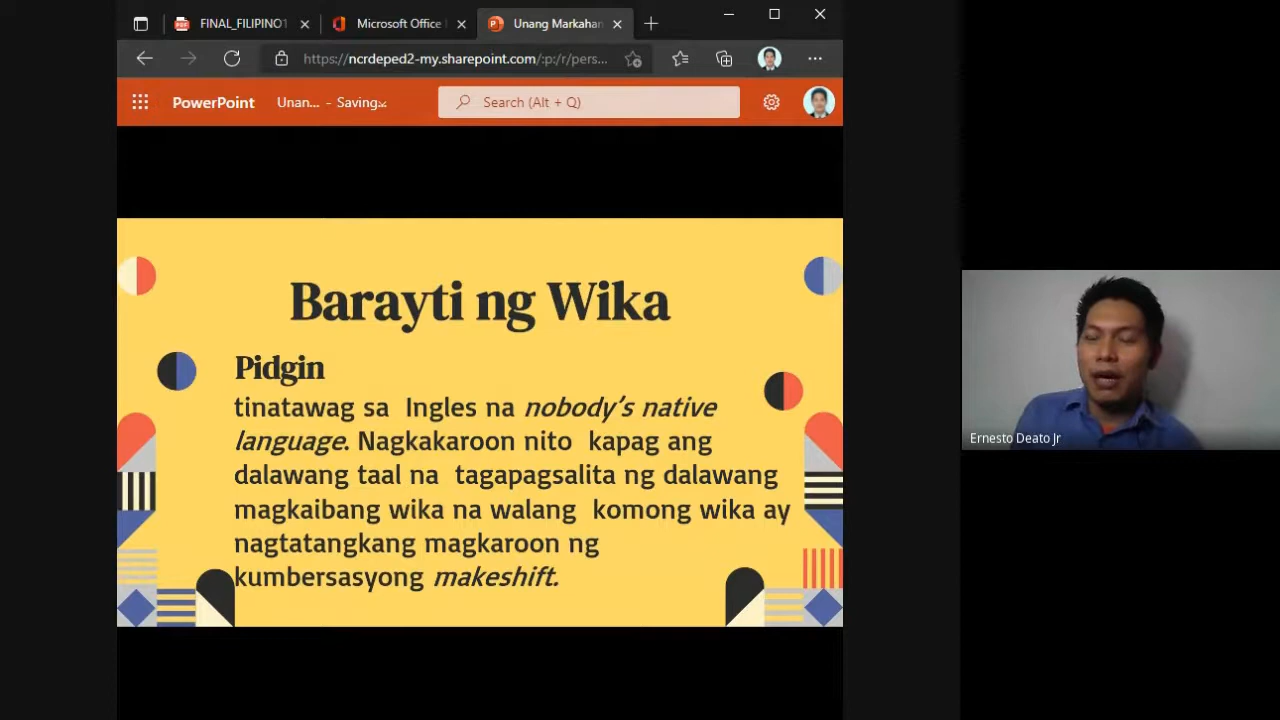 FINAL_FILIPINO1
Microsoft Office
Unang Markahan
https://ncrdeped2-my.sharepoint.com/:p:/r/pers...
PowerPoint
Unan... - Saving
Search (Alt + Q)
Barayti ng Wika
Pidgin
tinatawag sa Ingles na nobody's native
language. Nagkakaroon nito kapag ang
dalawang taal na tagapagsalita ng dalawang
magkaibang wika na walang komong wika ay
nagtatangkang magkaroon ng
kumbersasyong makeshift.
Ernesto Deato Jr